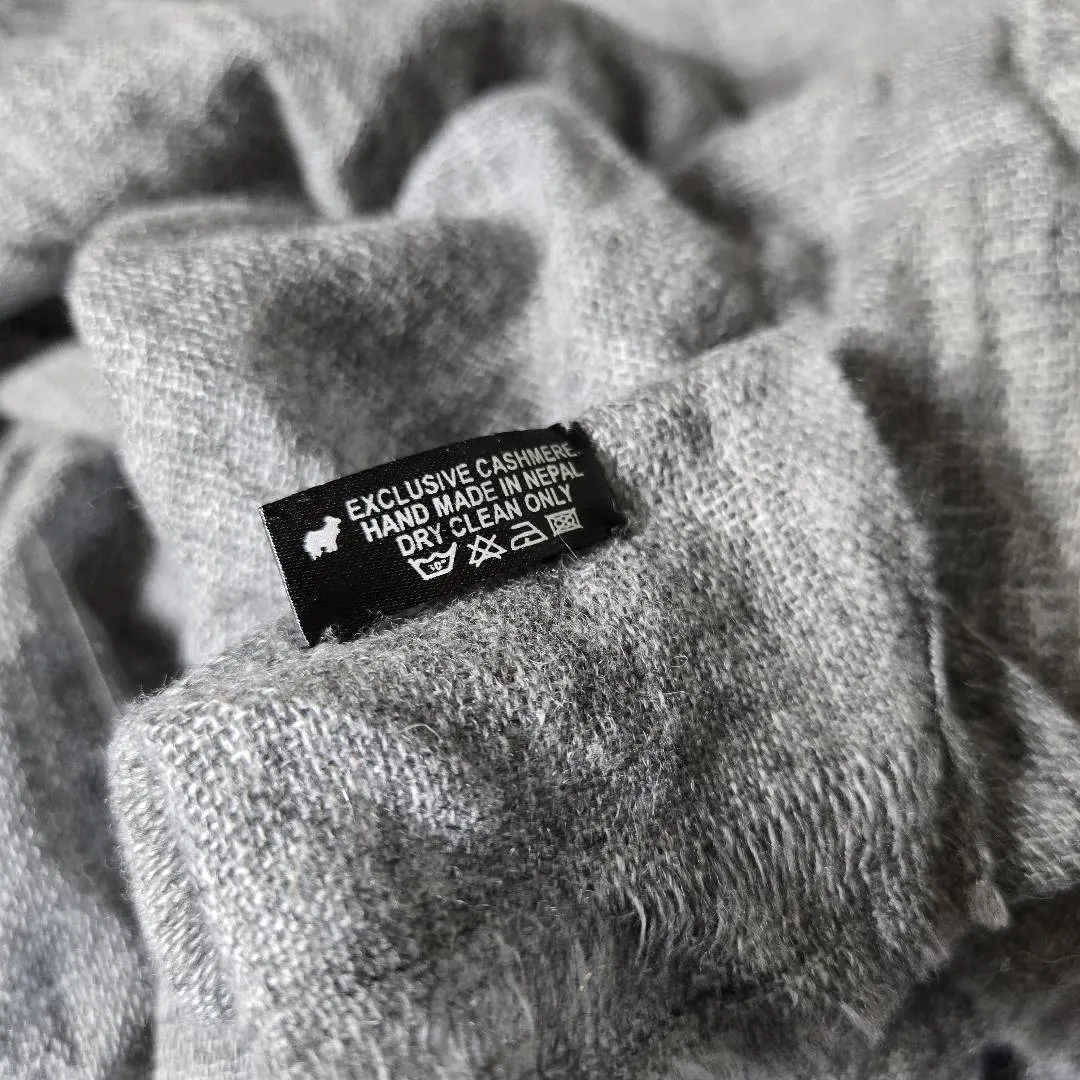 EXCLUSIVE CASHMERE
HAND MADE IN NEPAL
DRY CLEAN ONLY